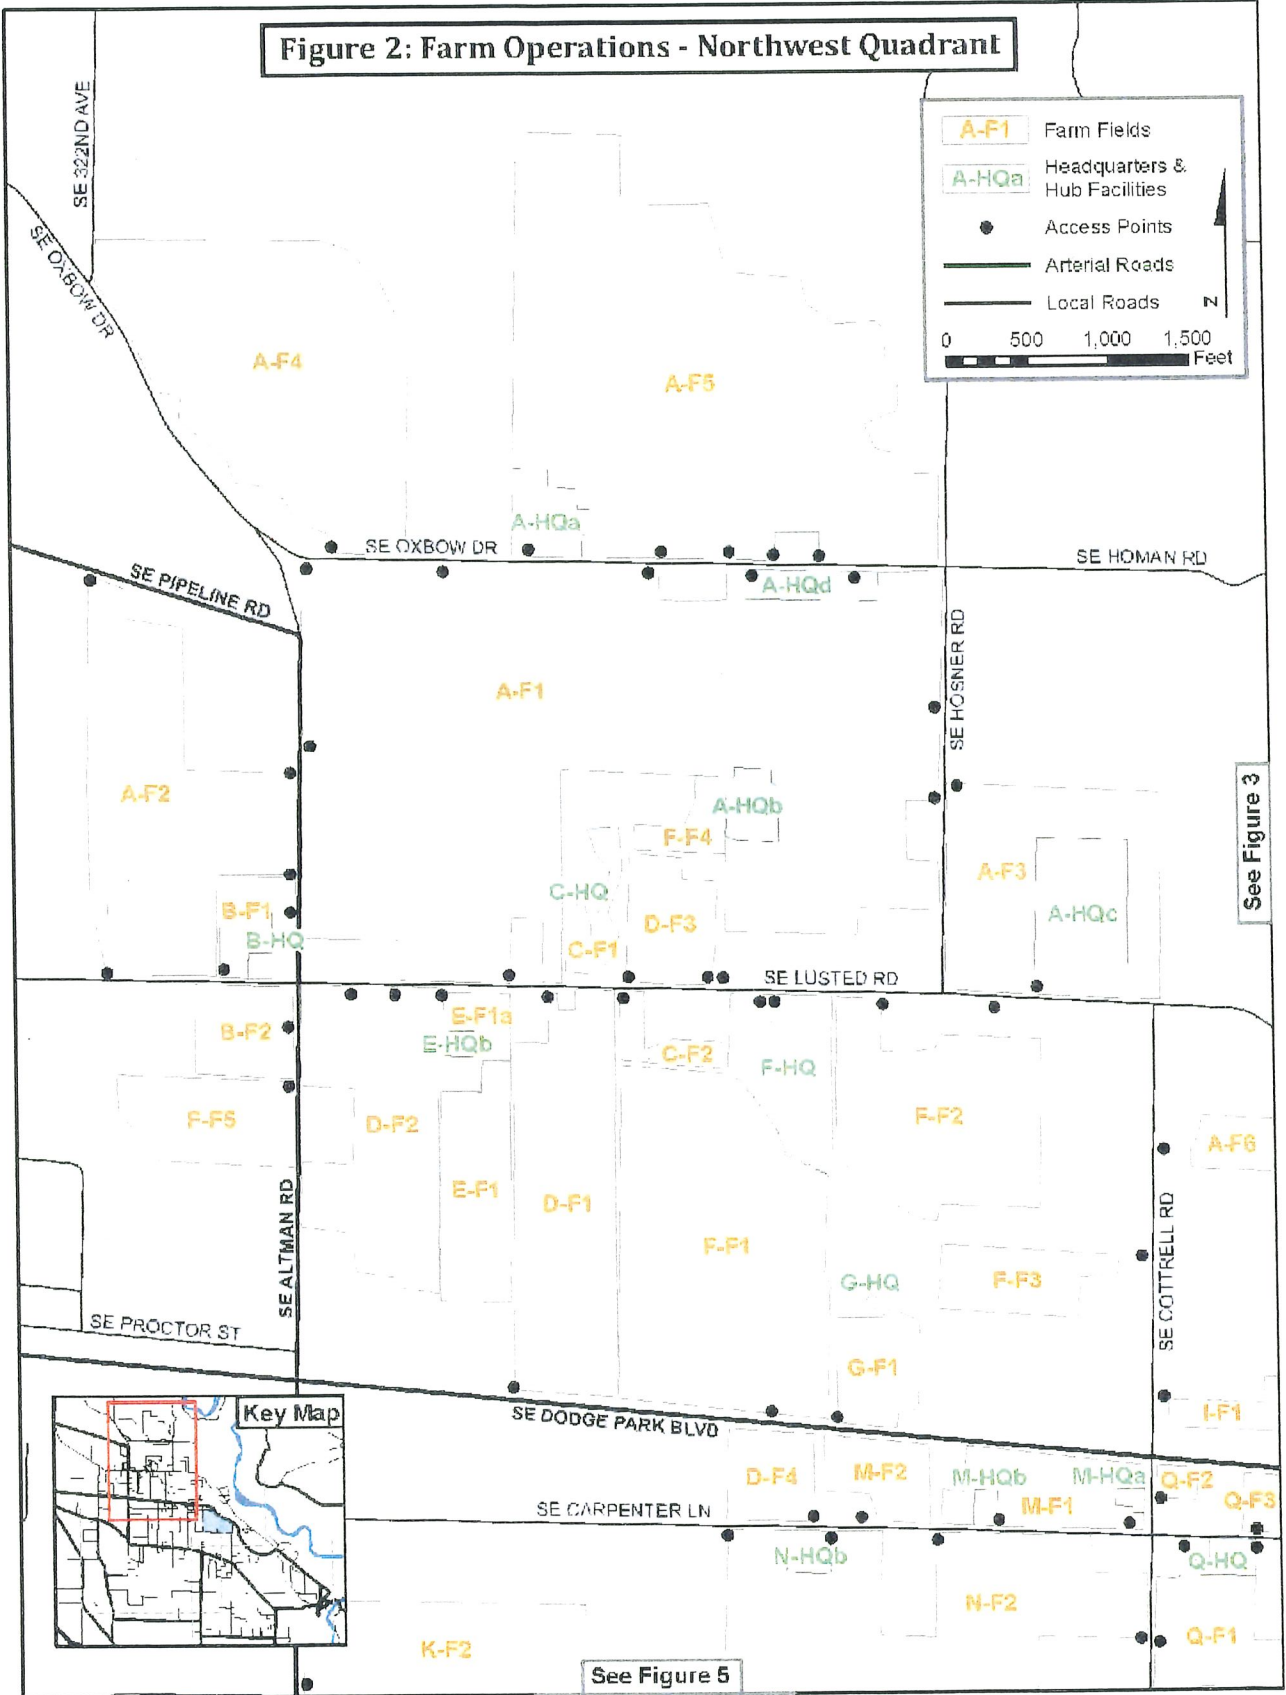 Figure 2: Farm Operations - Northwest Quadrant
SE 322ND AVE
A-F1 Farm Fields
A-HQa Headquarters &
Hub Facilities
Access Points
Arterial Roads
Local Roads
N
0 500 1,000 1,500
Feet
SE OXBOW DR
A-F4
A-F5
A-HQa
SE OXBOW DR
SE HOMAN RD
SE PIPELINE RD
A-HQd
SE HOSNER RD
A-F1
A-F2
A-HQb
F-F4
See Figure 3
A-F3
C-HQ
A-HQc
B-F1
D-F3
B-HQ
C-F1
SE LUSTED RD
E-F1a
B-F2
E-HQb
C-F2
F-HQ
F-F5
D-F2
F-F2
A-F6
E-F1
D-F1
SE ALTMAN RD
F-F1
G-HQ
F-F3
SE COTTRELL RD
SE PROCTOR ST
G-F1
Key Map
SE DODGE PARK BLVD
I-F1
D-F4
M-F2
M-HQb
M-HQa
Q-F2
M-F1
Q-F3
SE CARPENTER LN
N-HQb
Q-HQ
N-F2
K-F2
Q-F1
See Figure 5